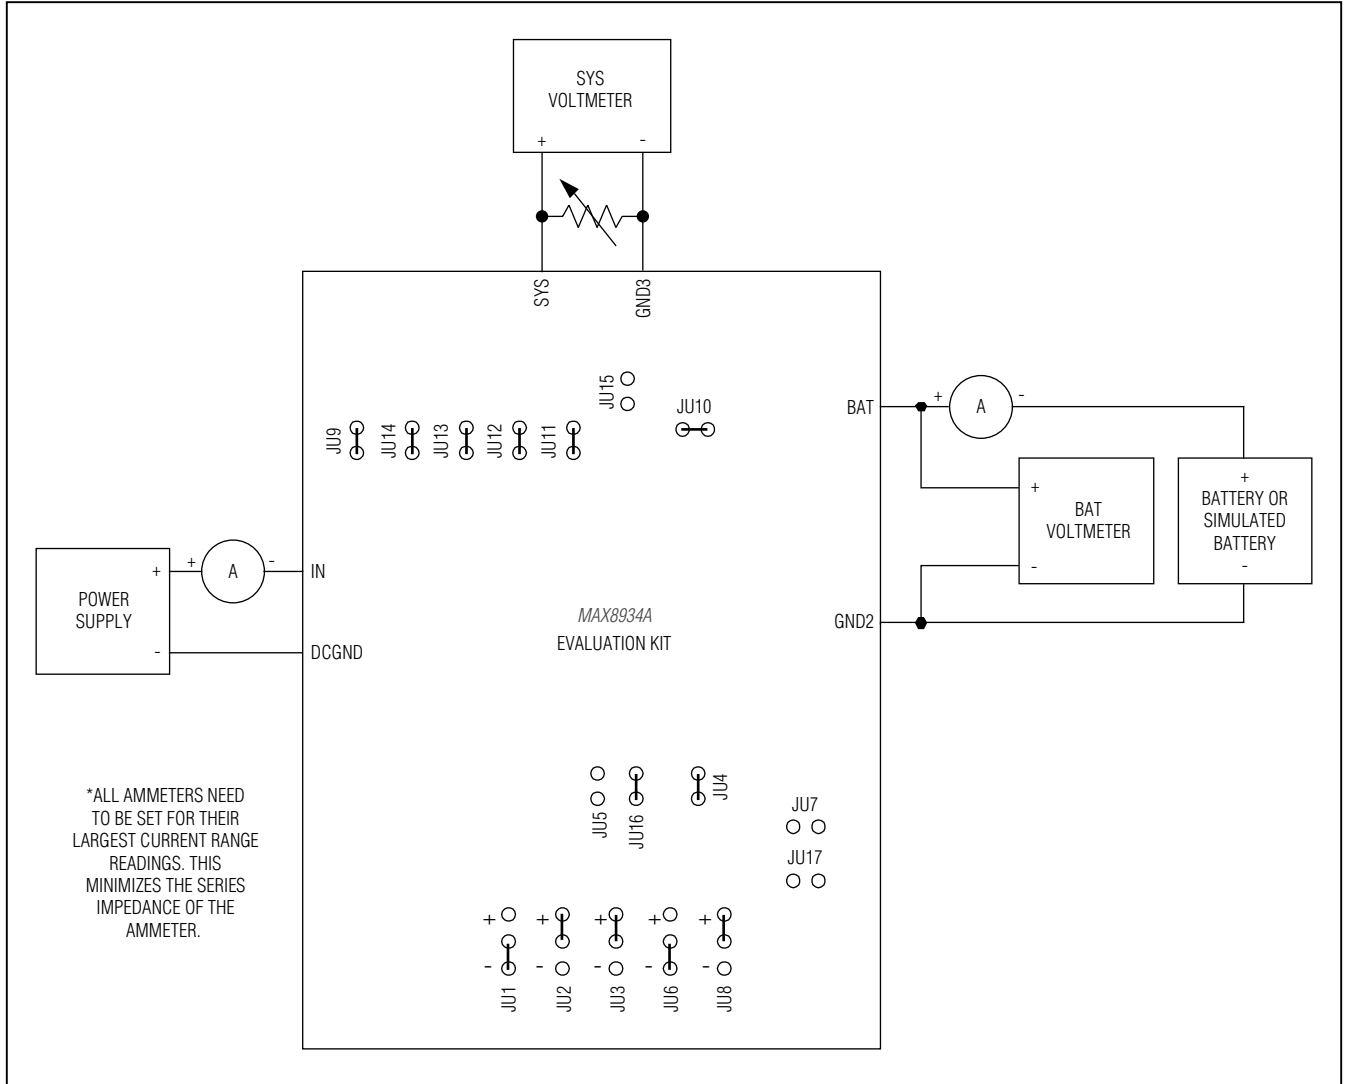 SYS
VOLTMETER
+ -
SYS
GND3
JU15
JU10
JU9
JU14
JU13
JU12
JU11
BAT
+ A -
+
BAT
VOLTMETER
-
+
BATTERY OR
SIMULATED
BATTERY
-
GND2
POWER
SUPPLY
+
-
+ A -
IN
DCGND
MAX8934A
EVALUATION KIT
*ALL AMMETERS NEED
TO BE SET FOR THEIR
LARGEST CURRENT RANGE
READINGS. THIS
MINIMIZES THE SERIES
IMPEDANCE OF THE
AMMETER.
JU5
JU16
JU4
JU7
JU17
+ + + + +
- - - - -
JU1
JU2
JU3
JU6
JU8